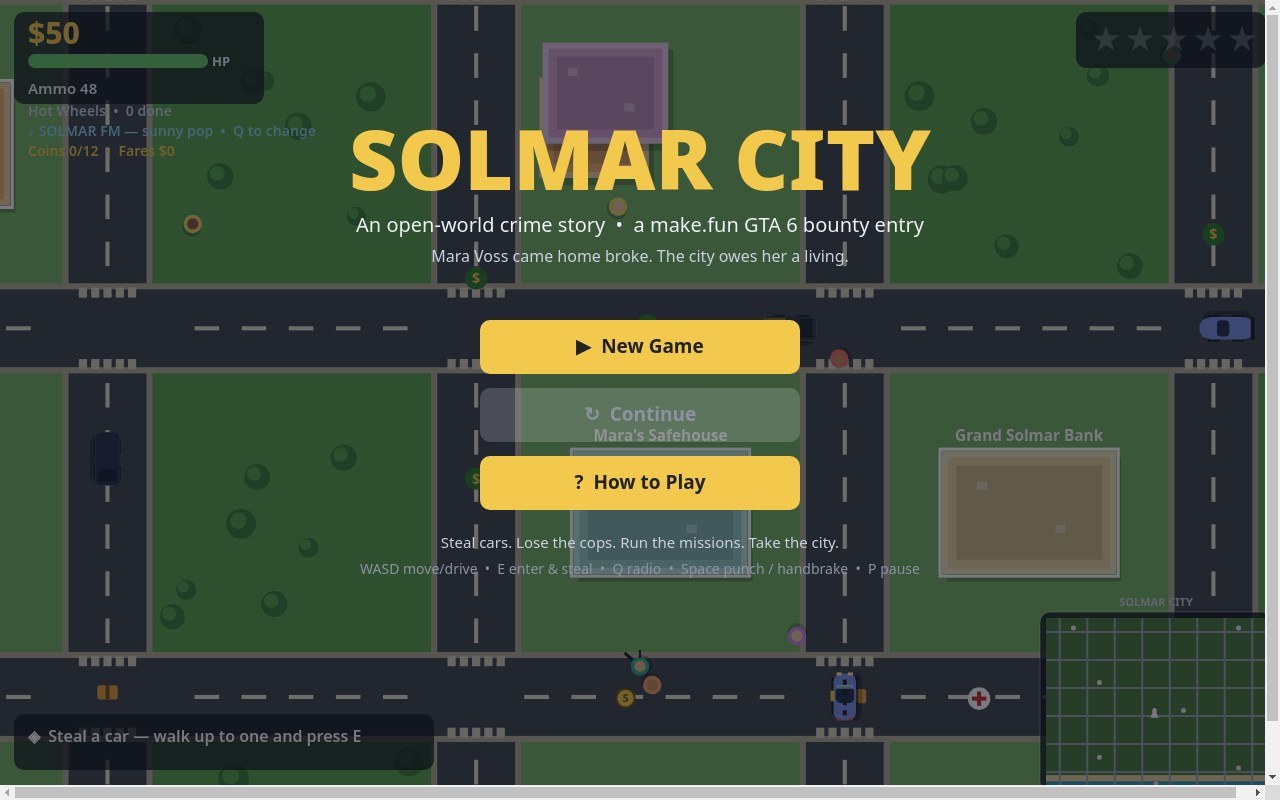 $50
HP
Ammo 48
Hot Wheels • 0 done
♪ SOLMAR FM — sunny pop • Q to change
Coins 0/12 • Fares $0
SOLMAR CITY
An open-world crime story • a make.fun GTA 6 bounty entry
Mara Voss came home broke. The city owes her a living.
$
$
▶ New Game
↻ Continue
Mara's Safehouse
Grand Solmar Bank
$
? How to Play
Steal cars. Lose the cops. Run the missions. Take the city.
WASD move/drive • E enter & steal • Q radio • Space punch / handbrake • P pause
SOLMAR CITY
$
◈ Steal a car — walk up to one and press E